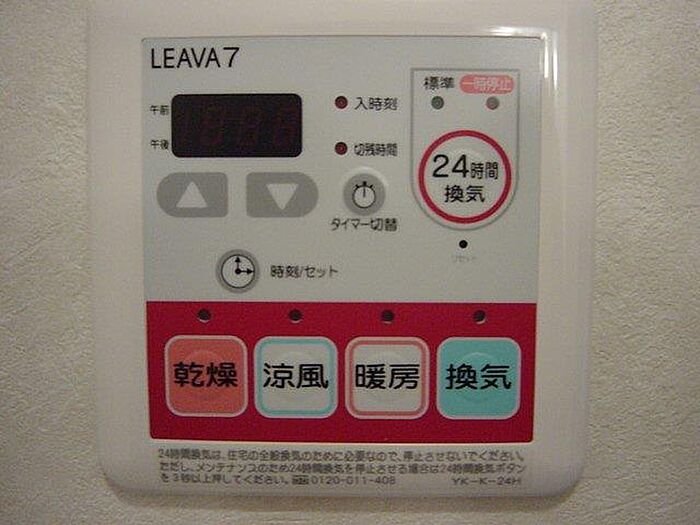 LEAVA7
標準 一時停止
午前
入時刻
午後
切残時間
24時間
換気
タイマー切替
リセット
時刻/セット
乾燥 涼風 暖房 換気
24時間換気は、住宅の全般換気のために必要なので、停止させないでください。
ただし、メンテナンスのため24時間換気を停止させる場合は24時間換気ボタン
を3秒以上押してください。 0120-011-408 YK-K-24H